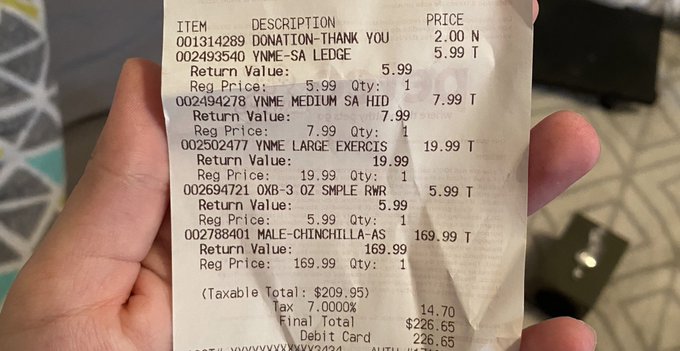 ITEM DESCRIPTION PRICE
001314289 DONATION-THANK YOU 2.00 N
002493540 YNME-SA LEDGE 5.99 T
Return Value: 5.99
Reg Price: 5.99 Qty: 1
002494278 YNME MEDIUM SA HID 7.99 T
Return Value: 7.99
Reg Price: 7.99 Qty: 1
002502477 YNME LARGE EXERCIS 19.99 T
Return Value: 19.99
Reg Price: 19.99 Qty: 1
002694721 OXB-3 OZ SMPLE RWR 5.99 T
Return Value: 5.99
Reg Price: 5.99 Qty: 1
002788401 MALE-CHINCHILLA-AS 169.99 T
Return Value: 169.99
Reg Price: 169.99 Qty: 1
(Taxable Total: $209.95)
Tax 7.0000% 14.70
Final Total $226.65
Debit Card 226.65